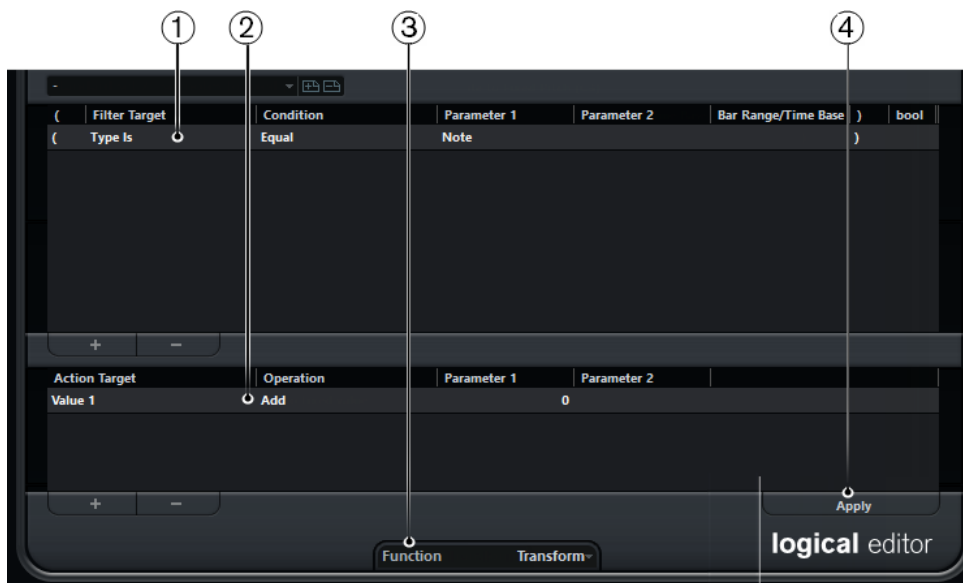 1 2 3 4
-
( Filter Target Condition Parameter 1 Parameter 2 Bar Range/Time Base ) bool
( Type Is Equal Note )
+ −
Action Target Operation Parameter 1 Parameter 2
Value 1 Add 0
+ −
Apply
Function Transform
logical editor